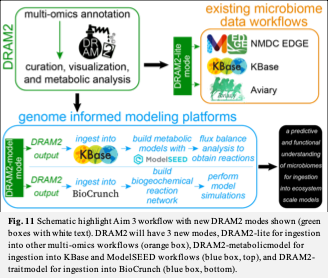 DRAM2
multi-omics annotation
DRAM
curation, visualization,
and metabolic analysis
existing microbiome
data workflows
DRAM2-lite
mode
EDGE
NMDC EDGE
KBase
KBase
Aviary
Aviary
genome informed modeling platforms
DRAM2-model
mode
DRAM2
output
ingest into
KBase
build metabolic
models with
ModelSEED
flux balance
analysis to
obtain reactions
DRAM2
output
ingest into
BioCrunch
build
biogeochemical
reaction
network
perform
model
simulations
a predictive
and functional
understanding
of microbiomes
for ingestion
into ecosystem
scale models
Fig. 11 Schematic highlight Aim 3 workflow with new DRAM2 modes shown (green
boxes with white text). DRAM2 will have 3 new modes, DRAM2-lite for ingestion
into other multi-omics workflows (orange box), DRAM2-metabolicmodel for
ingestion into KBase and ModelSEED workflows (blue box, top), and DRAM2-
traitmodel for ingestion into BioCrunch (blue box, bottom).